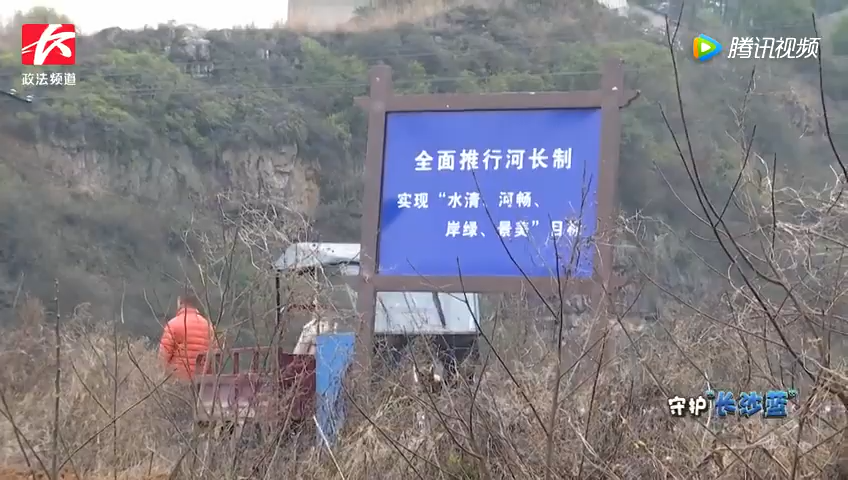 政法频道
腾讯视频
全面推行河长制
实现“水清、河畅、
岸绿、景美”目标
守护“长沙蓝”